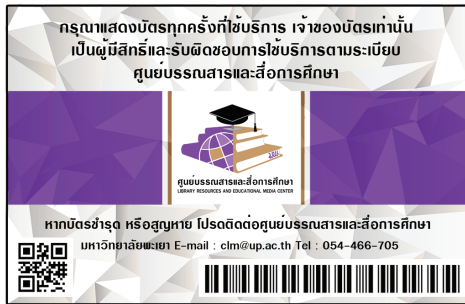 กรุณาแสดงบัตรทุกครั้งที่ใช้บริการ เจ้าของบัตรเท่านั้น
เป็นผู้มีสิทธิ์และรับผิดชอบการใช้บริการตามระเบียบ
ศูนย์บรรณสารและสื่อการศึกษา
ศูนย์บรรณสารและสื่อการศึกษา
LIBRARY RESOURCES AND EDUCATIONAL MEDIA CENTER
หากบัตรชำรุด หรือสูญหาย โปรดติดต่อศูนย์บรรณสารและสื่อการศึกษา
มหาวิทยาลัยพะเยา E-mail : clm@up.ac.th Tel : 054-466-705